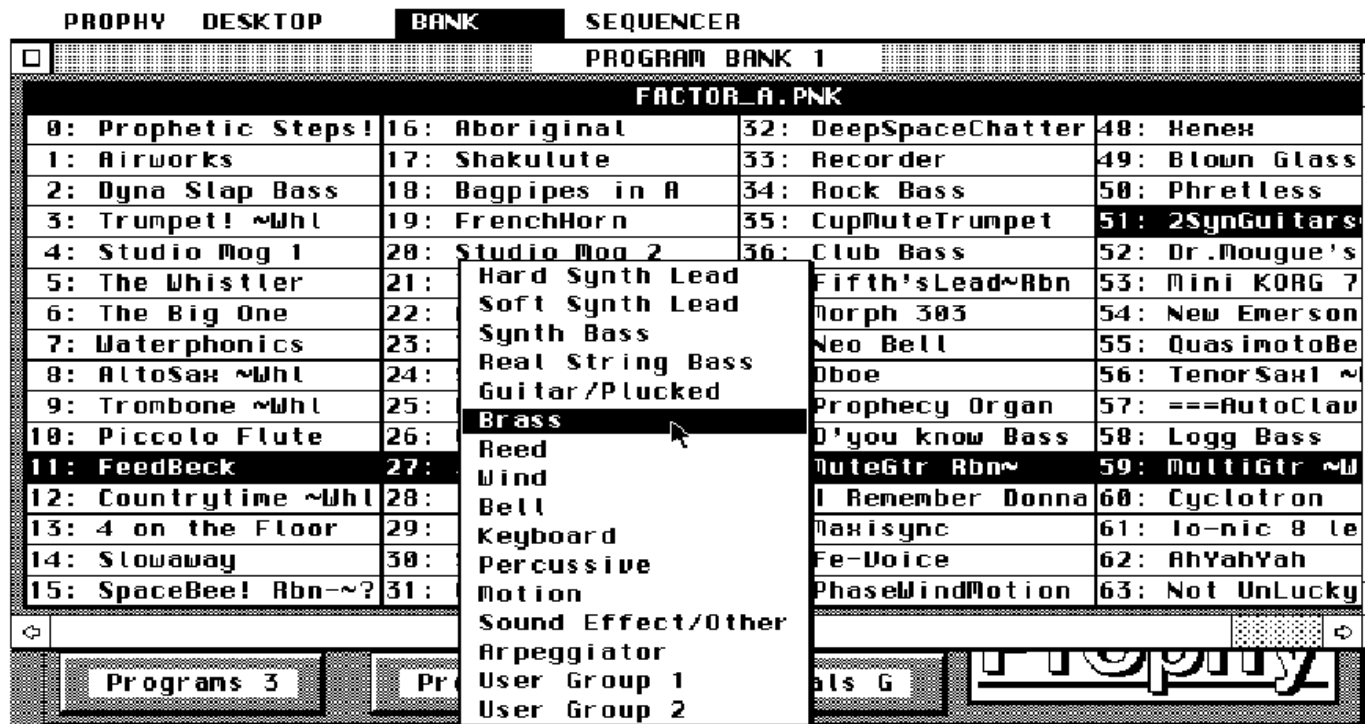 PROPHY DESKTOP BANK SEQUENCER
PROGRAM BANK 1
FACTOR_A.PNK
0: Prophetic Steps! 16: Aboriginal 32: DeepSpaceChatter 48: Xenex
1: Airworks 17: Shakulute 33: Recorder 49: Blown Glass
2: Dyna Slap Bass 18: Bagpipes in A 34: Rock Bass 50: Phretless
3: Trumpet! ~Whl 19: FrenchHorn 35: CupMuteTrumpet 51: 2SynGuitars
4: Studio Mog 1 20: Studio Mog 2 36: Club Bass 52: Dr.Mougue's
5: The Whistler 21: Fifth'sLead~Rbn 53: Mini KORG 7
6: The Big One 22: Morph 303 54: New Emerson
7: Waterphonics 23: Neo Bell 55: QuasimotoBe
8: AltoSax ~Whl 24: Oboe 56: TenorSax1 ~
9: Trombone ~Whl 25: Prophecy Organ 57: ===AutoClav
10: Piccolo Flute 26: D'you know Bass 58: Logg Bass
11: FeedBeck 27: MuteGtr Rbn~ 59: MultiGtr ~W
12: Countrytime ~Whl 28: I Remember Donna 60: Cyclotron
13: 4 on the Floor 29: Maxisync 61: Io-nic 8 le
14: Slowaway 30: Fe-Voice 62: AhYahYah
15: SpaceBee! Rbn-~? 31: PhaseWindMotion 63: Not UnLucky
Hard Synth Lead
Soft Synth Lead
Synth Bass
Real String Bass
Guitar/Plucked
Brass
Reed
Wind
Bell
Keyboard
Percussive
Motion
Sound Effect/Other
Arpeggiator
User Group 1
User Group 2
Programs 3 Pr als G Prophy